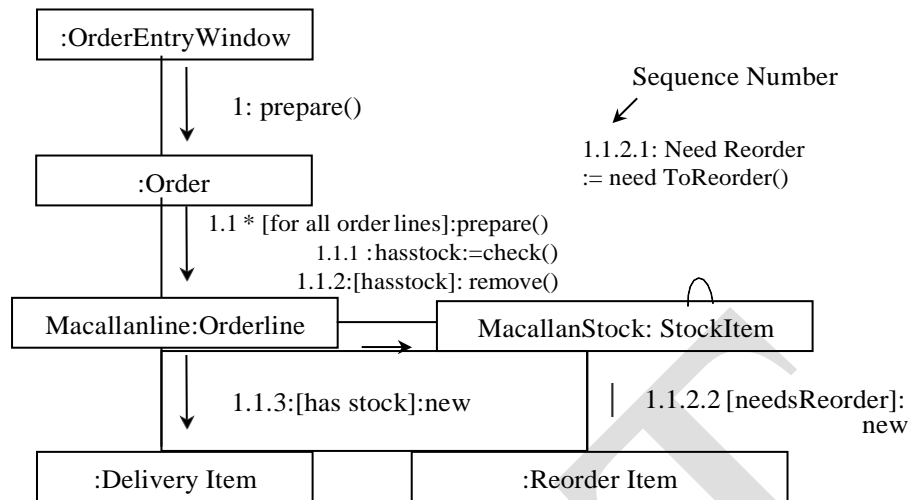 :OrderEntryWindow
Sequence Number
1: prepare()
1.1.2.1: Need Reorder
:= need ToReorder()
:Order
1.1 * [for all order lines]:prepare()
1.1.1 :hasstock:=check()
1.1.2:[hasstock]: remove()
Macallanline:Orderline
MacallanStock: StockItem
1.1.3:[has stock]:new
1.1.2.2 [needsReorder]:
new
:Delivery Item
:Reorder Item